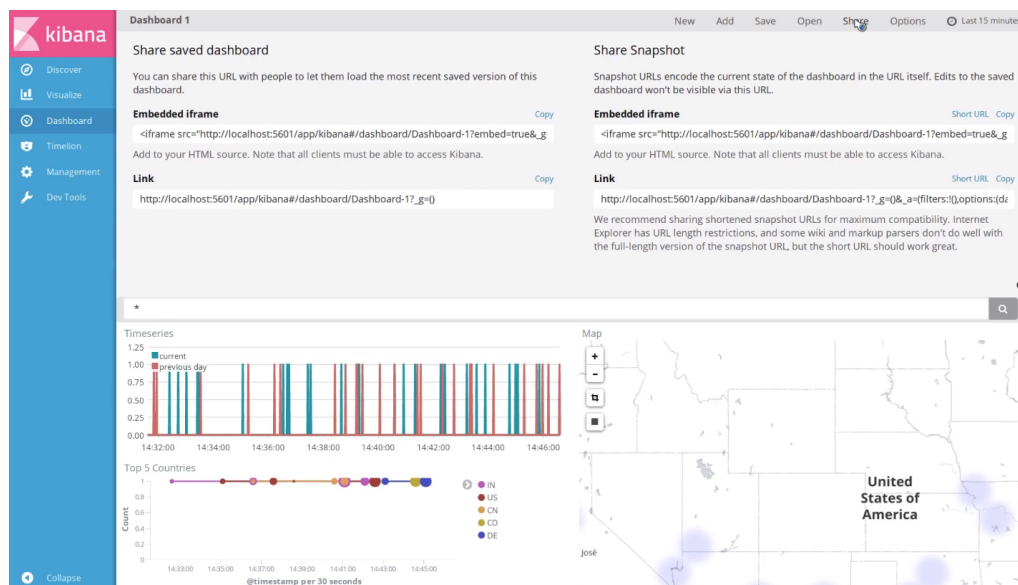 kibana
Discover
Visualize
Dashboard
Timelion
Management
Dev Tools
Collapse
Dashboard 1
New Add Save Open Share Options Last 15 minute
Share saved dashboard
You can share this URL with people to let them load the most recent saved version of this
dashboard.
Embedded iframe Copy
<iframe src="http://localhost:5601/app/kibana#/dashboard/Dashboard-1?embed=true&_g
Add to your HTML source. Note that all clients must be able to access Kibana.
Link Copy
http://localhost:5601/app/kibana#/dashboard/Dashboard-1?_g=()
Share Snapshot
Snapshot URLs encode the current state of the dashboard in the URL itself. Edits to the saved
dashboard won't be visible via this URL.
Embedded iframe Short URL Copy
<iframe src="http://localhost:5601/app/kibana#/dashboard/Dashboard-1?embed=true&_g
Add to your HTML source. Note that all clients must be able to access Kibana.
Link Short URL Copy
http://localhost:5601/app/kibana#/dashboard/Dashboard-1?_g=()&_a=(filters:!(),options:(da
We recommend sharing shortened snapshot URLs for maximum compatibility. Internet
Explorer has URL length restrictions, and some wiki and markup parsers don't do well with
the full-length version of the snapshot URL, but the short URL should work great.
*
Timeseries
1.25
1.00
0.75
0.50
0.25
0.00
current
previous day
14:32:00 14:34:00 14:36:00 14:38:00 14:40:00 14:42:00 14:44:00 14:46:00
Top 5 Countries
Count
1
0.8
0.6
0.4
0.2
0
14:33:00 14:35:00 14:37:00 14:39:00 14:41:00 14:43:00 14:45:00
@timestamp per 30 seconds
IN
US
CN
CD
DE
Map
+
-
United
States of
America
José